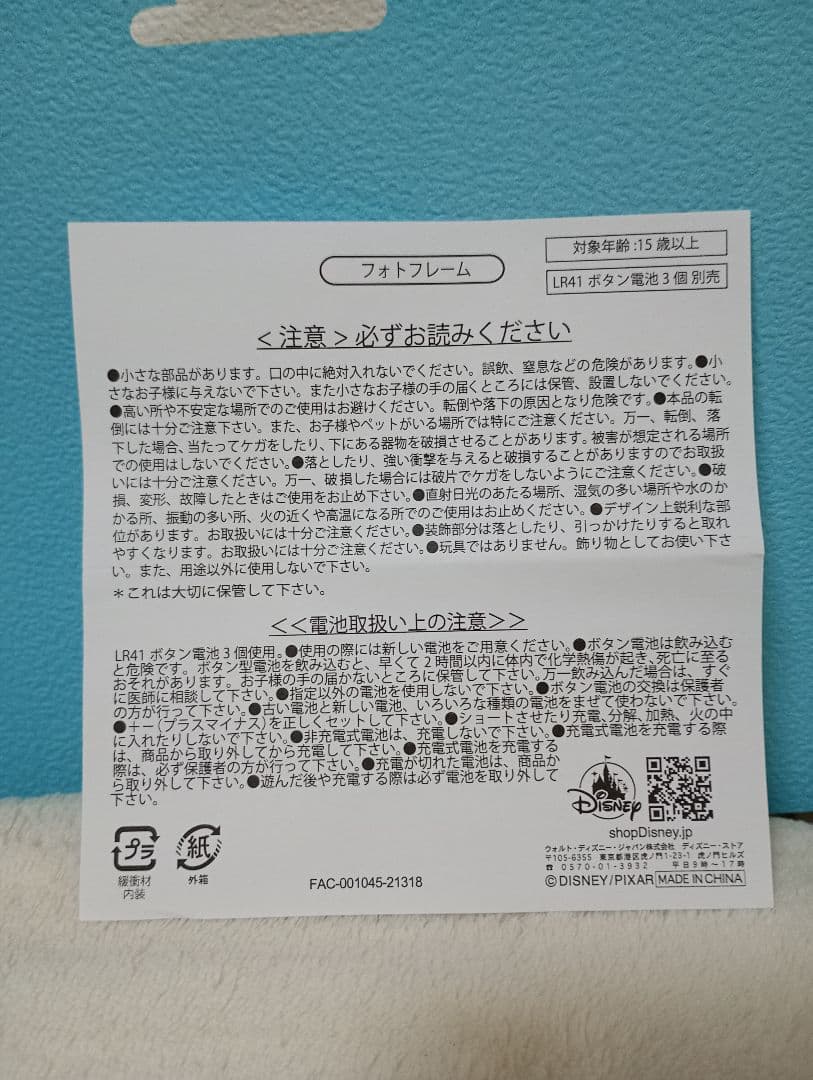 対象年齢:15歳以上
フォトフレーム
LR41 ボタン電池3個 別売
＜注意＞必ずお読みください
●小さな部品があります。口の中に絶対入れないでください。誤飲、窒息などの危険があります。●小
さなお子様に与えないで下さい。また小さなお子様の手の届くところには保管、設置しないでください。
●高い所や不安定な場所でのご使用はお避けください。転倒や落下の原因となり危険です。●本品の転
倒には十分ご注意下さい。また、お子様やペットがいる場所では特にご注意ください。万一、転倒、落
下した場合、当たってケガをしたり、下にある器物を破損させることがあります。被害が想定される場所
での使用はしないでください。●落としたり、強い衝撃を与えると破損することがありますのでお取扱
いには十分ご注意ください。万一、破損した場合には破片でケガをしないようにご注意ください。●破
損、変形、故障したときはご使用をお止め下さい。●直射日光のあたる場所、湿気の多い場所や水のか
かる所、振動の多い所、火の近くや高温になる所でのご使用はお止めください。●デザイン上鋭利な部
位があります。お取扱いには十分ご注意ください。●装飾部分は落としたり、引っかけたりすると取れ
やすくなります。お取扱いには十分ご注意ください。●玩具ではありません。飾り物としてお使い下さ
い。また、用途以外に使用しないで下さい。
＊これは大切に保管して下さい。
＜＜電池取扱い上の注意＞＞
LR41 ボタン電池3個使用。●使用の際には新しい電池をご用意ください。●ボタン電池は飲み込む
と危険です。ボタン型電池を飲み込むと、早くて2時間以内に体内で化学熱傷が起き、死亡に至る
おそれがあります。お子様の手の届かないところに保管して下さい。万一飲み込んだ場合は、すぐ
に医師に相談して下さい。●指定以外の電池を使用しないで下さい。●ボタン電池の交換は保護者
の方が行って下さい。●古い電池と新しい電池、いろいろな種類の電池をまぜて使わないで下さい。
●＋−(プラスマイナス)を正しくセットして下さい。●ショートさせたり充電、分解、加熱、火の中
に入れたりしないで下さい。●非充電式電池は、充電しないで下さい。●充電式電池を充電する際
は、商品から取り外してから充電して下さい。●充電式電池を充電する
際は、必ず保護者の方が行って下さい。●充電が切れた電池は、商品か
ら取り外して下さい。●遊んだ後や充電する際は必ず電池を取り外して
下さい。
Disney
shopDisney.jp
プラ
紙
緩衝材
内装
外箱
FAC-001045-21318
ウォルト・ディズニー・ジャパン株式会社 ディズニー・ストア
〒105-6355 東京都港区虎ノ門1-23-1 虎ノ門ヒルズ
☎ 0570-01-3932 平日9時〜17時
©DISNEY/PIXAR MADE IN CHINA